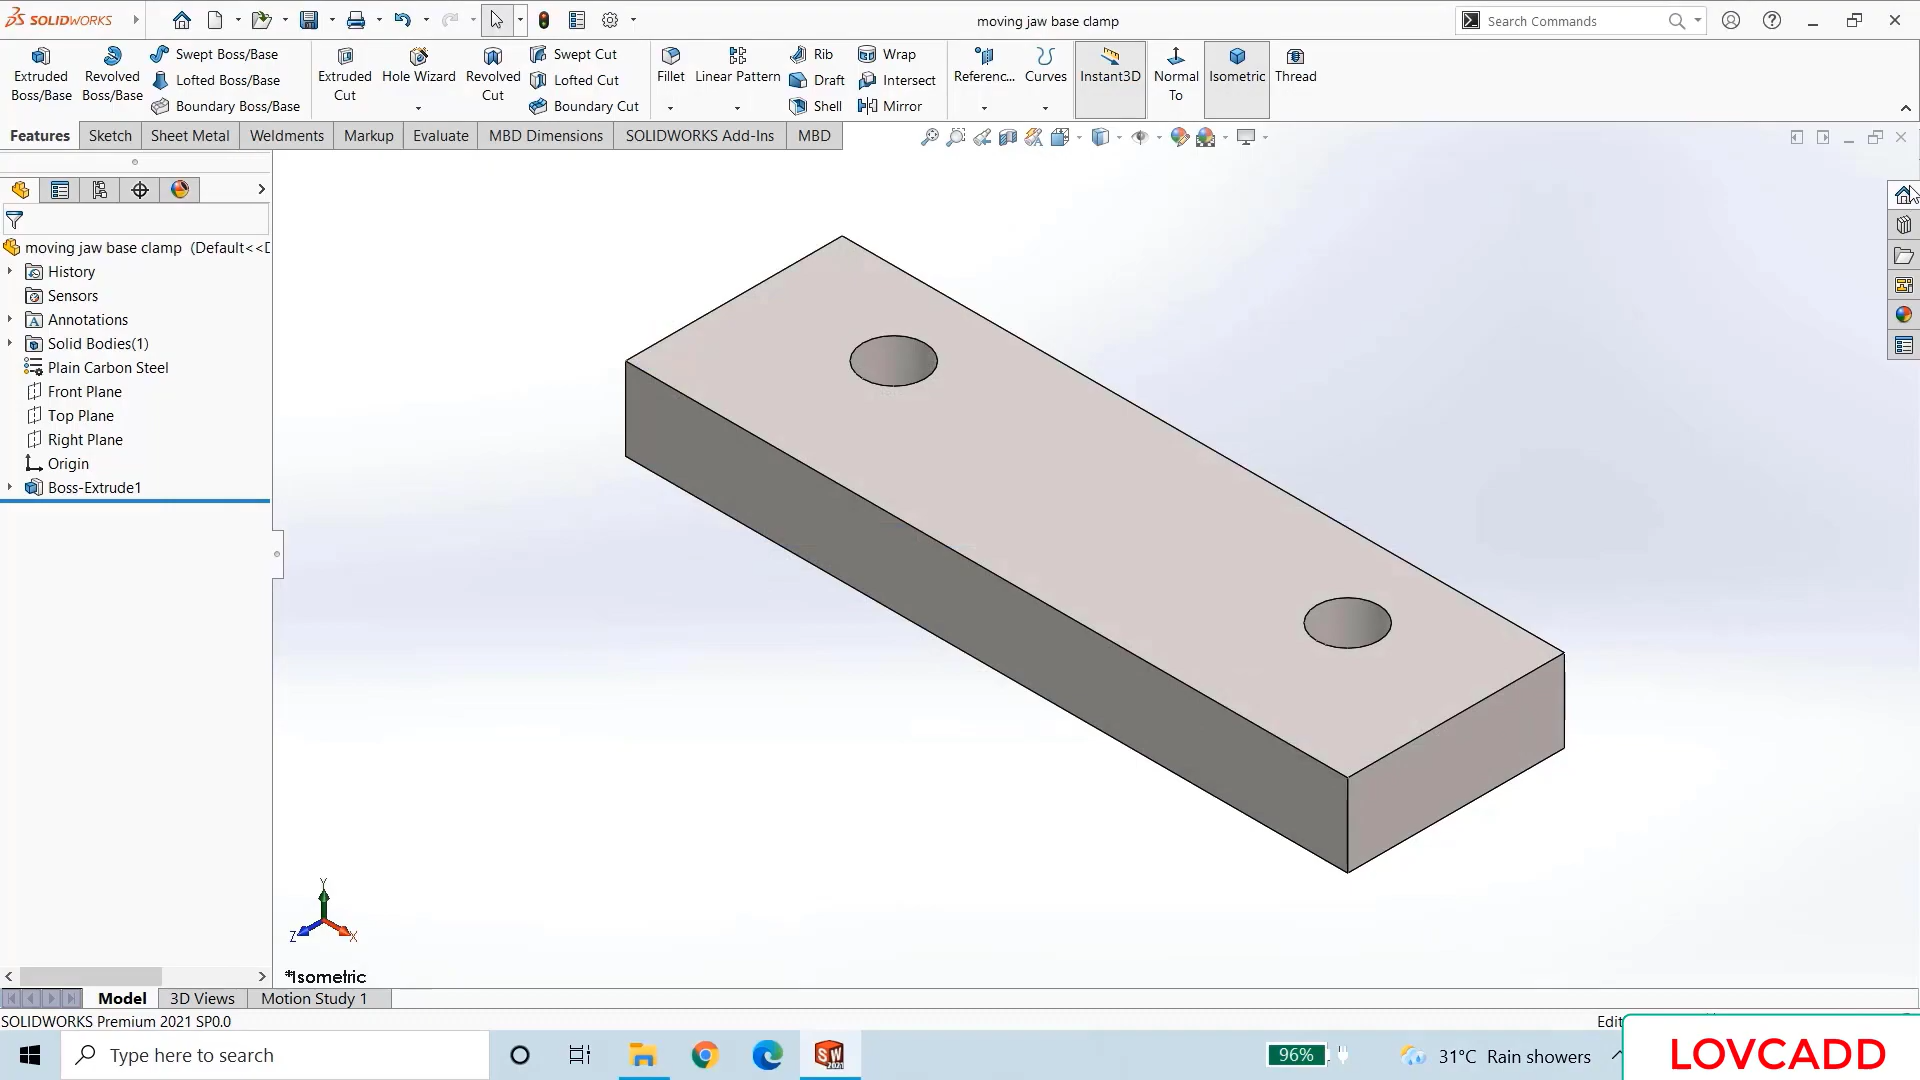 SOLIDWORKS
moving jaw base clamp
Search Commands
Extruded Boss/Base
Revolved Boss/Base
Swept Boss/Base
Lofted Boss/Base
Boundary Boss/Base
Extruded Cut
Hole Wizard
Revolved Cut
Swept Cut
Lofted Cut
Boundary Cut
Fillet
Linear Pattern
Rib
Draft
Shell
Wrap
Intersect
Mirror
Referenc...
Curves
Instant3D
Normal To
Isometric
Thread
Features
Sketch
Sheet Metal
Weldments
Markup
Evaluate
MBD Dimensions
SOLIDWORKS Add-Ins
MBD
moving jaw base clamp (Default<<D
History
Sensors
Annotations
Solid Bodies(1)
Plain Carbon Steel
Front Plane
Top Plane
Right Plane
Origin
Boss-Extrude1
Y
Z
X
*Isometric
Model
3D Views
Motion Study 1
SOLIDWORKS Premium 2021 SP0.0
Type here to search
SW
2021
96%
31°C Rain showers
LOVCADD